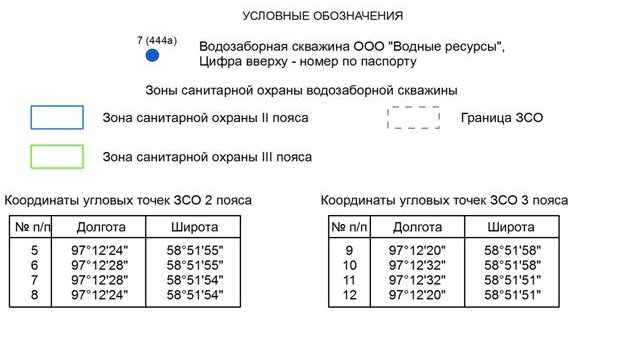 УСЛОВНЫЕ ОБОЗНАЧЕНИЯ
7 (444а)
Водозаборная скважина ООО "Водные ресурсы",
Цифра вверху - номер по паспорту
Зоны санитарной охраны водозаборной скважины
Зона санитарной охраны II пояса
Граница ЗСО
Зона санитарной охраны III пояса
Координаты угловых точек ЗСО 2 пояса
№ п/п Долгота Широта
5 97°12'24" 58°51'55"
6 97°12'28" 58°51'55"
7 97°12'28" 58°51'54"
8 97°12'24" 58°51'54"
Координаты угловых точек ЗСО 3 пояса
№ п/п Долгота Широта
9 97°12'20" 58°51'58"
10 97°12'32" 58°51'58"
11 97°12'32" 58°51'51"
12 97°12'20" 58°51'51"